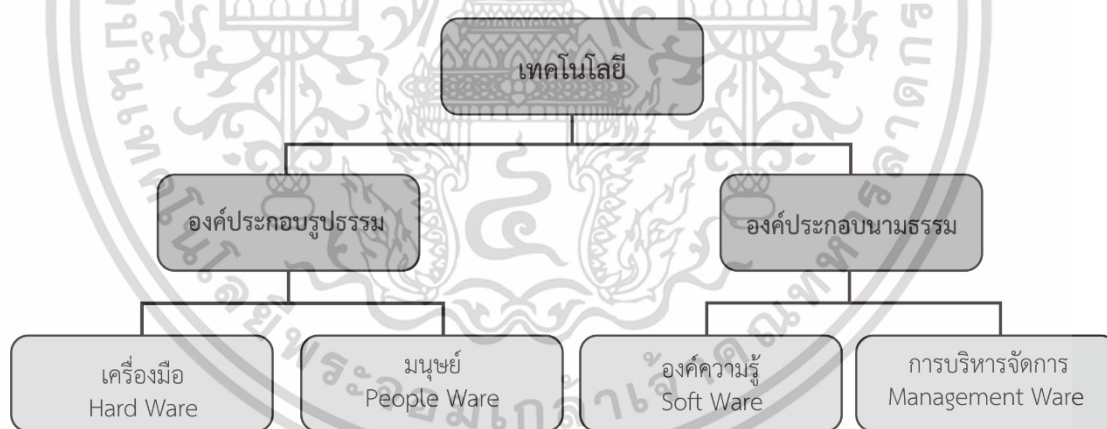 เทคโนโลยี
องค์ประกอบรูปธรรม
องค์ประกอบนามธรรม
เครื่องมือ
Hard Ware
มนุษย์
People Ware
องค์ความรู้
Soft Ware
การบริหารจัดการ
Management Ware